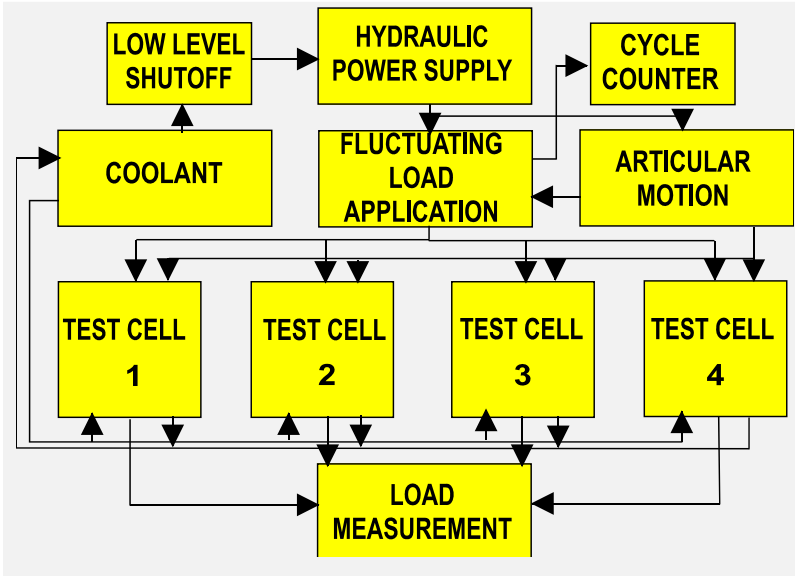 LOW LEVEL
SHUTOFF
HYDRAULIC
POWER SUPPLY
CYCLE
COUNTER
COOLANT
FLUCTUATING
LOAD
APPLICATION
ARTICULAR
MOTION
TEST CELL
1
TEST CELL
2
TEST CELL
3
TEST CELL
4
LOAD
MEASUREMENT